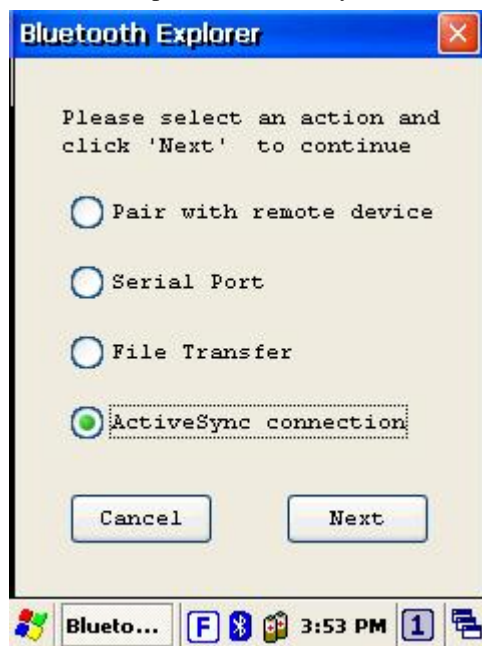 Bluetooth Explorer
Please select an action and
click 'Next' to continue
Pair with remote device
Serial Port
File Transfer
ActiveSync connection
Cancel Next
Blueto... F 3:53 PM 1